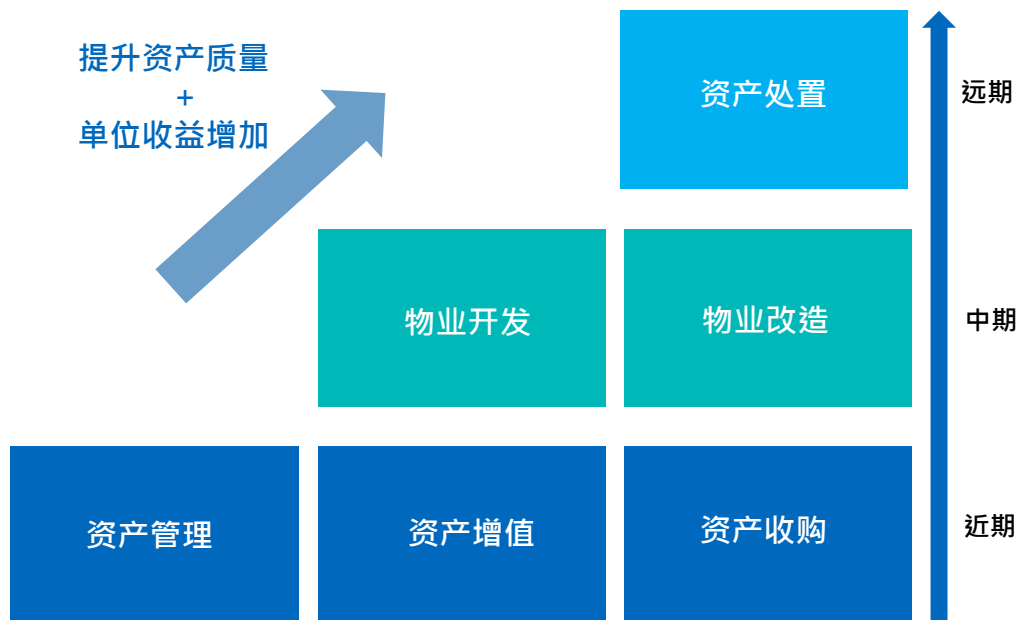 提升资产质量
+
单位收益增加
资产处置
远期
物业开发
物业改造
中期
资产管理
资产增值
资产收购
近期